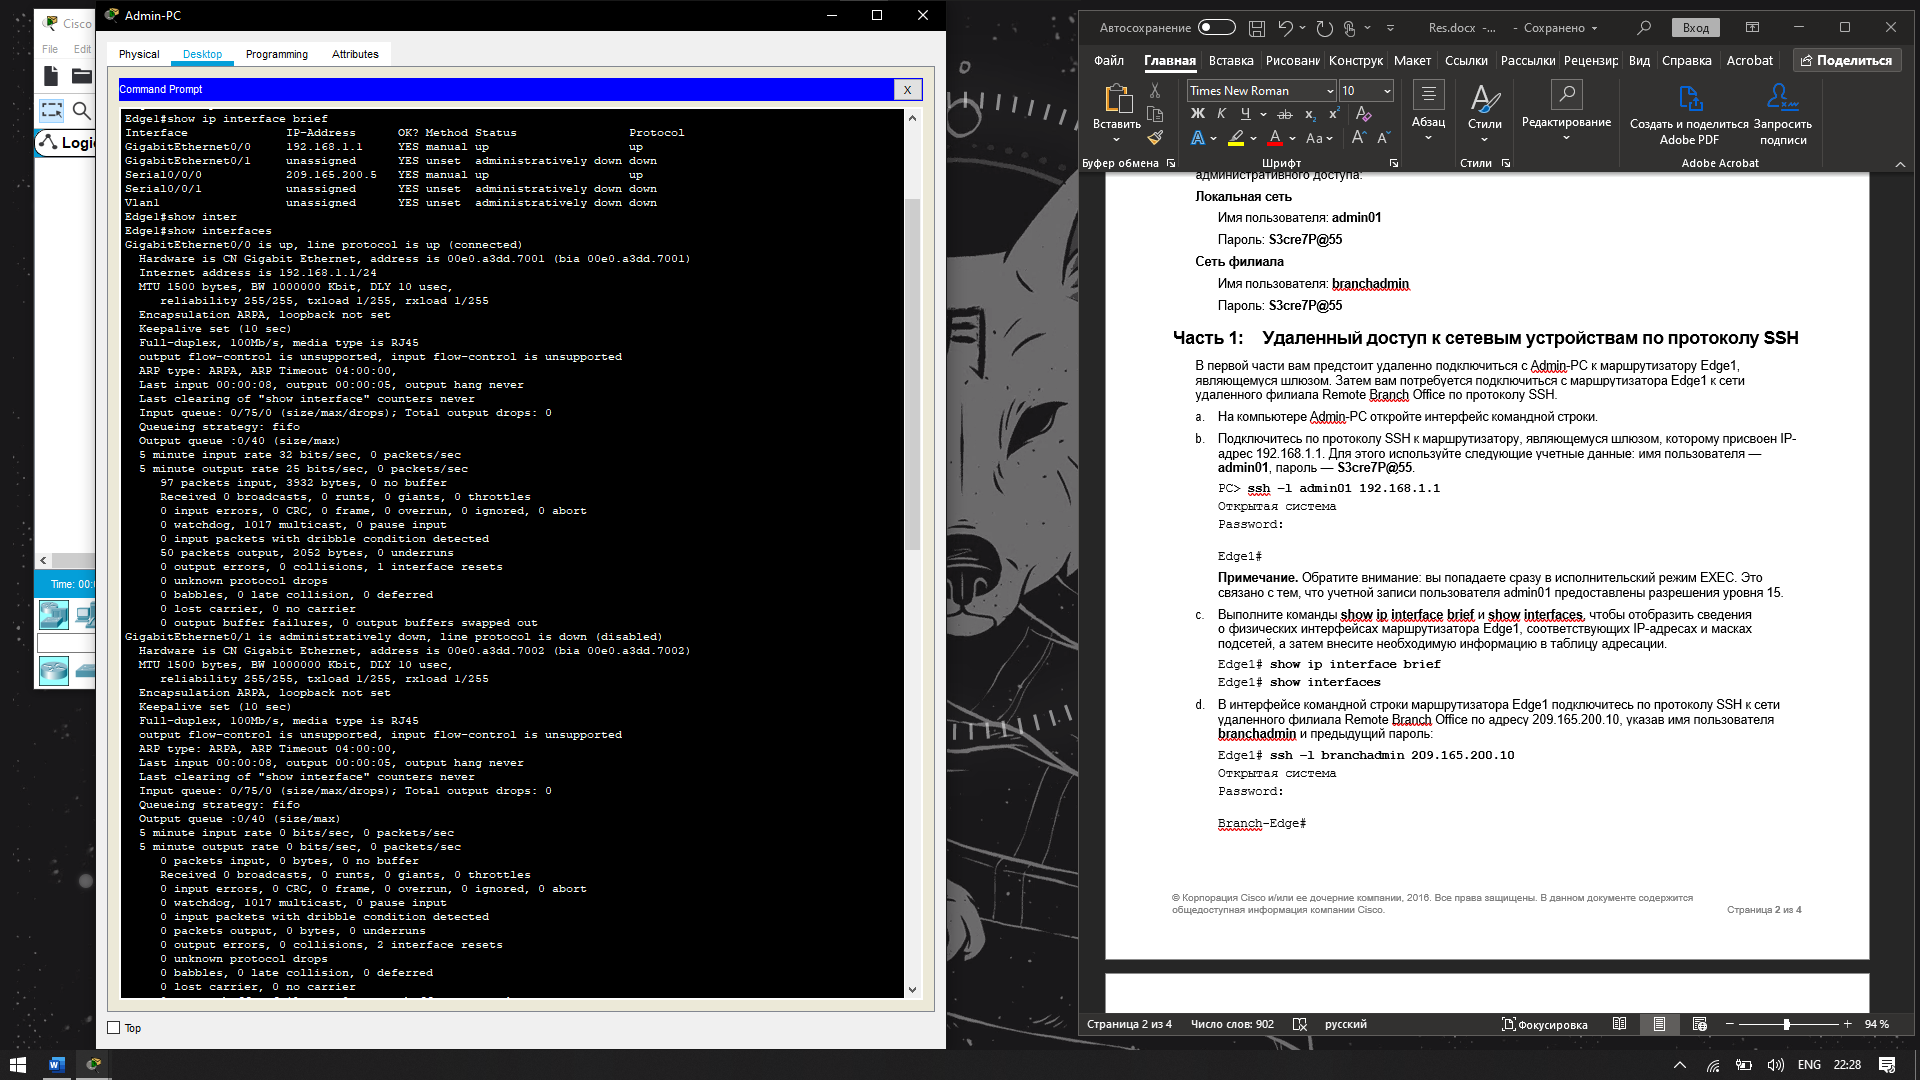 Cisco
File Edit
Logic
Time: 00:0
Admin-PC
Physical Desktop Programming Attributes
Command Prompt
X
Edge1#show ip interface brief
Interface IP-Address OK? Method Status Protocol
GigabitEthernet0/0 192.168.1.1 YES manual up up
GigabitEthernet0/1 unassigned YES unset administratively down down
Serial0/0/0 209.165.200.5 YES manual up up
Serial0/0/1 unassigned YES unset administratively down down
Vlan1 unassigned YES unset administratively down down
Edge1#show inter
Edge1#show interfaces
GigabitEthernet0/0 is up, line protocol is up (connected)
Hardware is CN Gigabit Ethernet, address is 00e0.a3dd.7001 (bia 00e0.a3dd.7001)
Internet address is 192.168.1.1/24
MTU 1500 bytes, BW 1000000 Kbit, DLY 10 usec,
reliability 255/255, txload 1/255, rxload 1/255
Encapsulation ARPA, loopback not set
Keepalive set (10 sec)
Full-duplex, 100Mb/s, media type is RJ45
output flow-control is unsupported, input flow-control is unsupported
ARP type: ARPA, ARP Timeout 04:00:00,
Last input 00:00:08, output 00:00:05, output hang never
Last clearing of "show interface" counters never
Input queue: 0/75/0 (size/max/drops); Total output drops: 0
Queueing strategy: fifo
Output queue :0/40 (size/max)
5 minute input rate 32 bits/sec, 0 packets/sec
5 minute output rate 25 bits/sec, 0 packets/sec
97 packets input, 3932 bytes, 0 no buffer
Received 0 broadcasts, 0 runts, 0 giants, 0 throttles
0 input errors, 0 CRC, 0 frame, 0 overrun, 0 ignored, 0 abort
0 watchdog, 1017 multicast, 0 pause input
0 input packets with dribble condition detected
50 packets output, 2052 bytes, 0 underruns
0 output errors, 0 collisions, 1 interface resets
0 unknown protocol drops
0 babbles, 0 late collision, 0 deferred
0 lost carrier, 0 no carrier
0 output buffer failures, 0 output buffers swapped out
GigabitEthernet0/1 is administratively down, line protocol is down (disabled)
Hardware is CN Gigabit Ethernet, address is 00e0.a3dd.7002 (bia 00e0.a3dd.7002)
MTU 1500 bytes, BW 1000000 Kbit, DLY 10 usec,
reliability 255/255, txload 1/255, rxload 1/255
Encapsulation ARPA, loopback not set
Keepalive set (10 sec)
Full-duplex, 100Mb/s, media type is RJ45
output flow-control is unsupported, input flow-control is unsupported
ARP type: ARPA, ARP Timeout 04:00:00,
Last input 00:00:08, output 00:00:05, output hang never
Last clearing of "show interface" counters never
Input queue: 0/75/0 (size/max/drops); Total output drops: 0
Queueing strategy: fifo
Output queue :0/40 (size/max)
5 minute input rate 0 bits/sec, 0 packets/sec
5 minute output rate 0 bits/sec, 0 packets/sec
0 packets input, 0 bytes, 0 no buffer
Received 0 broadcasts, 0 runts, 0 giants, 0 throttles
0 input errors, 0 CRC, 0 frame, 0 overrun, 0 ignored, 0 abort
0 watchdog, 1017 multicast, 0 pause input
0 input packets with dribble condition detected
0 packets output, 0 bytes, 0 underruns
0 output errors, 0 collisions, 2 interface resets
0 unknown protocol drops
0 babbles, 0 late collision, 0 deferred
0 lost carrier, 0 no carrier
Top
Автосохранение Res.docx -... - Сохранено Вход
Файл Главная Вставка Рисовани Конструк Макет Ссылки Рассылки Рецензир Вид Справка Acrobat Поделиться
Times New Roman 10
Вставить
Ж К Ч ab x₂ x²
A A Aa A A
Абзац
Стили
Редактирование
Создать и поделиться Adobe PDF
Запросить подписи
Буфер обмена Шрифт Стили Adobe Acrobat
административного доступа:
Локальная сеть
Имя пользователя: admin01
Пароль: S3cre7P@55
Сеть филиала
Имя пользователя: branchadmin
Пароль: S3cre7P@55
Часть 1: Удаленный доступ к сетевым устройствам по протоколу SSH
В первой части вам предстоит удаленно подключиться с Admin-PC к маршрутизатору Edge1,
являющемуся шлюзом. Затем вам потребуется подключиться с маршрутизатора Edge1 к сети
удаленного филиала Remote Branch Office по протоколу SSH.
a. На компьютере Admin-PC откройте интерфейс командной строки.
b. Подключитесь по протоколу SSH к маршрутизатору, являющемуся шлюзом, которому присвоен IP-
адрес 192.168.1.1. Для этого используйте следующие учетные данные: имя пользователя —
admin01, пароль — S3cre7P@55.
PC> ssh –l admin01 192.168.1.1
Открытая система
Password:
Edge1#
Примечание. Обратите внимание: вы попадаете сразу в исполнительский режим EXEC. Это
связано с тем, что учетной записи пользователя admin01 предоставлены разрешения уровня 15.
c. Выполните команды show ip interface brief и show interfaces, чтобы отобразить сведения
о физических интерфейсах маршрутизатора Edge1, соответствующих IP-адресах и масках
подсетей, а затем внесите необходимую информацию в таблицу адресации.
Edge1# show ip interface brief
Edge1# show interfaces
d. В интерфейсе командной строки маршрутизатора Edge1 подключитесь по протоколу SSH к сети
удаленного филиала Remote Branch Office по адресу 209.165.200.10, указав имя пользователя
branchadmin и предыдущий пароль:
Edge1# ssh –l branchadmin 209.165.200.10
Открытая система
Password:
Branch-Edge#
© Корпорация Cisco и/или ее дочерние компании, 2016. Все права защищены. В данном документе содержится
общедоступная информация компании Cisco. Страница 2 из 4
Страница 2 из 4 Число слов: 902 русский Фокусировка 94 %
ENG 22:28